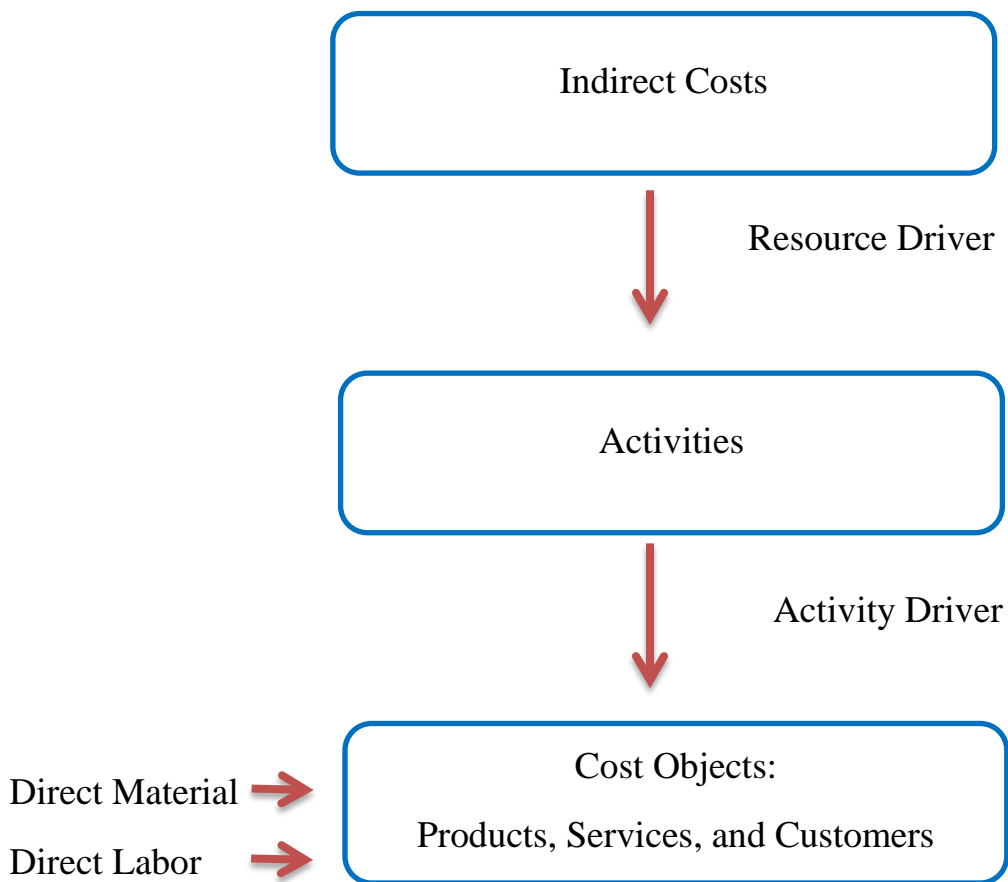 Indirect Costs
Resource Driver
Activities
Activity Driver
Cost Objects:
Direct Material
Products, Services, and Customers
Direct Labor